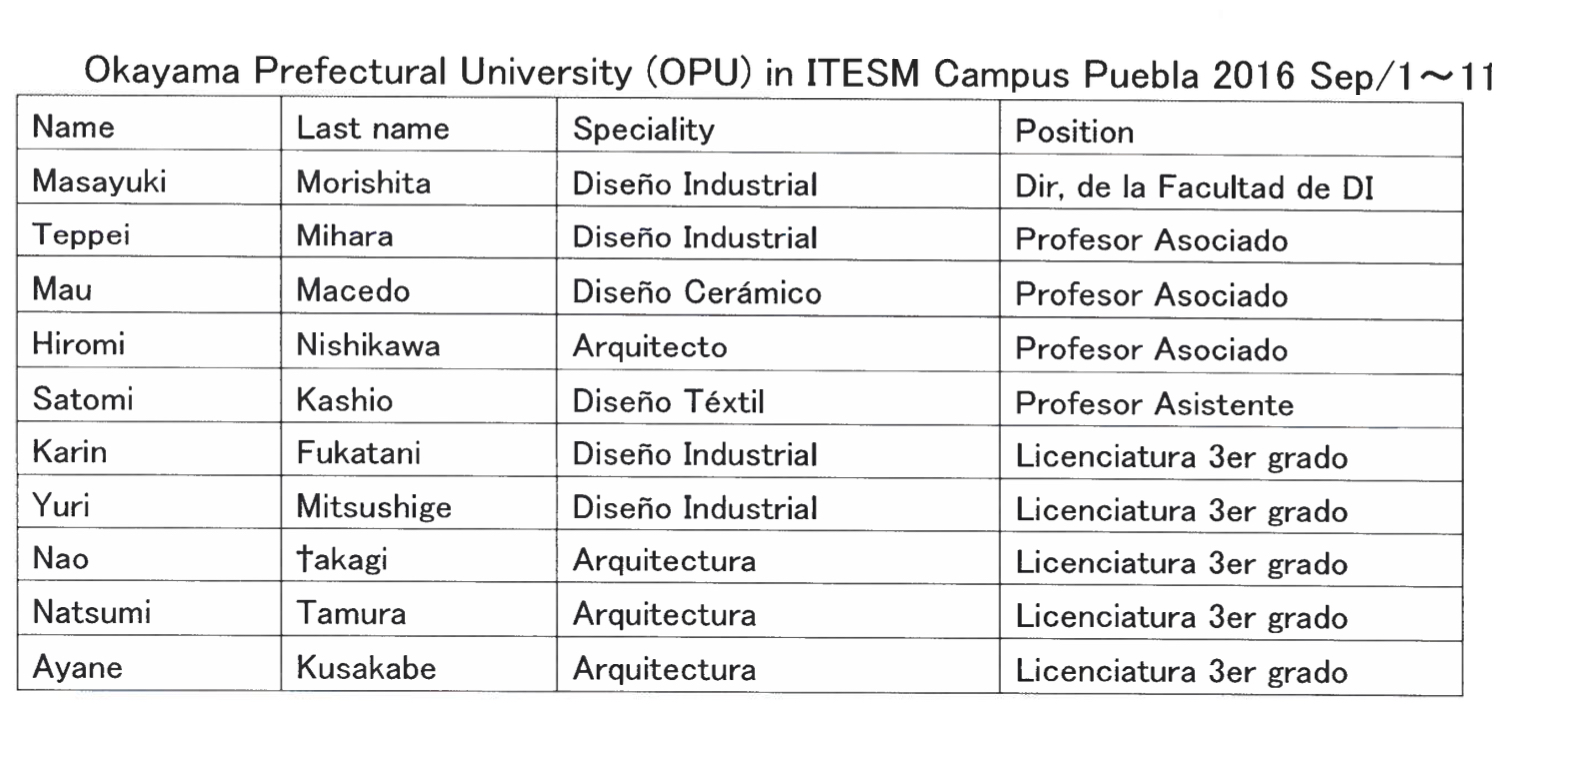 Okayama Prefectural University (OPU) in ITESM Campus Puebla 2016 Sep/1～11
Name Last name Speciality Position
Masayuki Morishita Diseño Industrial Dir, de la Facultad de DI
Teppei Mihara Diseño Industrial Profesor Asociado
Mau Macedo Diseño Cerámico Profesor Asociado
Hiromi Nishikawa Arquitecto Profesor Asociado
Satomi Kashio Diseño Téxtil Profesor Asistente
Karin Fukatani Diseño Industrial Licenciatura 3er grado
Yuri Mitsushige Diseño Industrial Licenciatura 3er grado
Nao Takagi Arquitectura Licenciatura 3er grado
Natsumi Tamura Arquitectura Licenciatura 3er grado
Ayane Kusakabe Arquitectura Licenciatura 3er grado